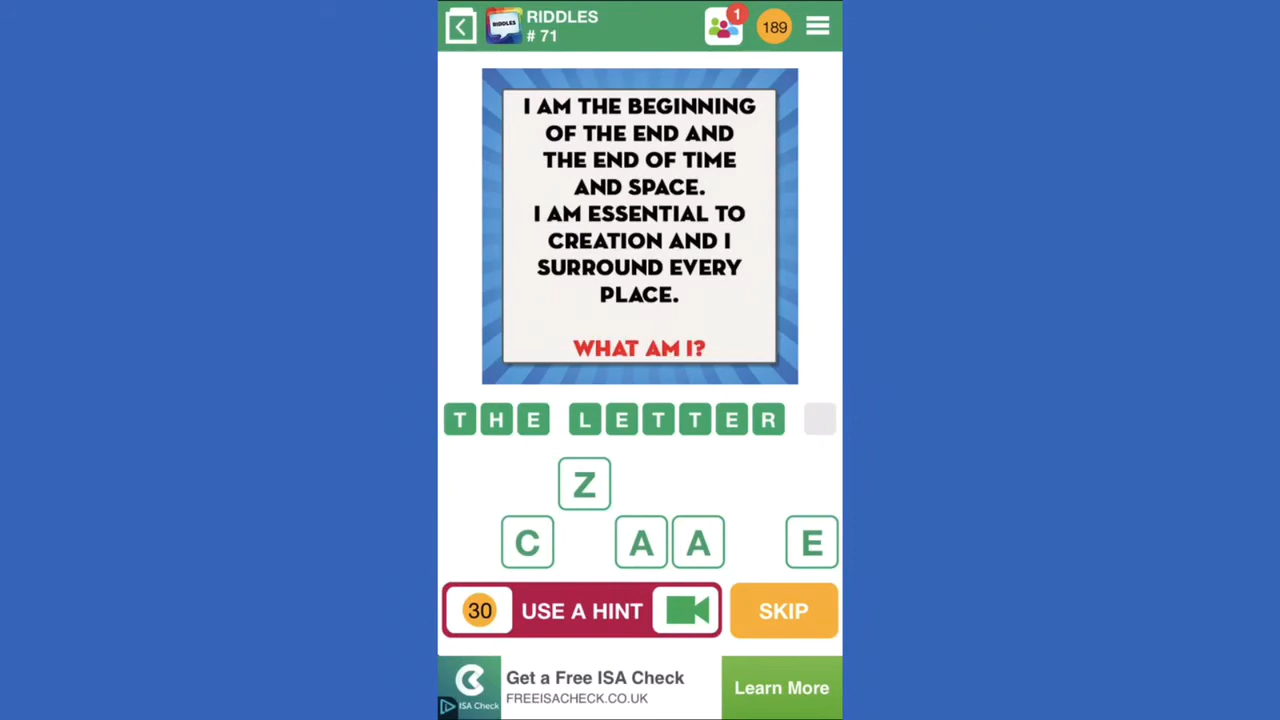 RIDDLES
# 71
RIDDLES
1
189
I AM THE BEGINNING
OF THE END AND
THE END OF TIME
AND SPACE.
I AM ESSENTIAL TO
CREATION AND I
SURROUND EVERY
PLACE.
WHAT AM I?
THE LETTER
Z
C A A E
30 USE A HINT SKIP
Get a Free ISA Check
FREEISACHECK.CO.UK
ISA Check
Learn More